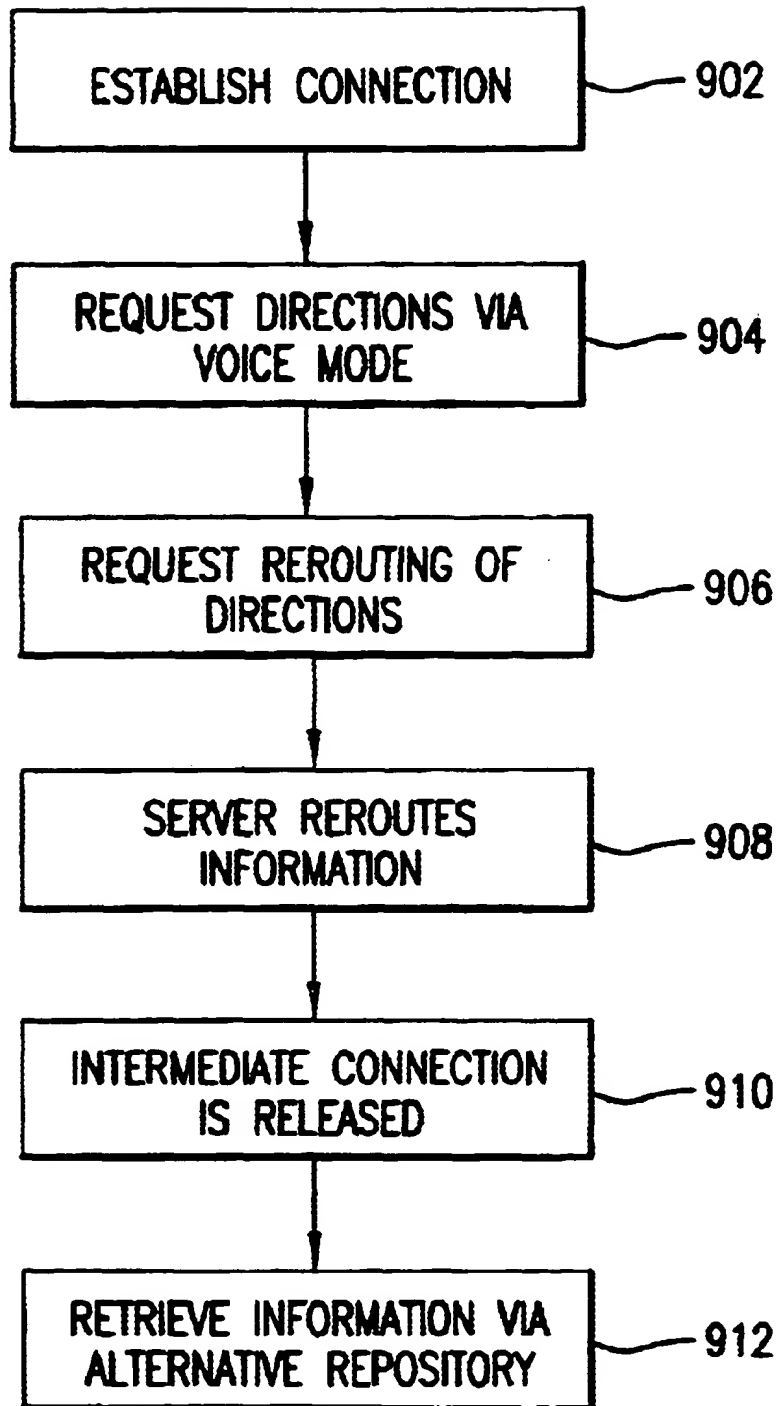 ESTABLISH CONNECTION
902
REQUEST DIRECTIONS VIA
VOICE MODE
904
REQUEST REROUTING OF
DIRECTIONS
906
SERVER REROUTES
INFORMATION
908
INTERMEDIATE CONNECTION
IS RELEASED
910
RETRIEVE INFORMATION VIA
ALTERNATIVE REPOSITORY
912